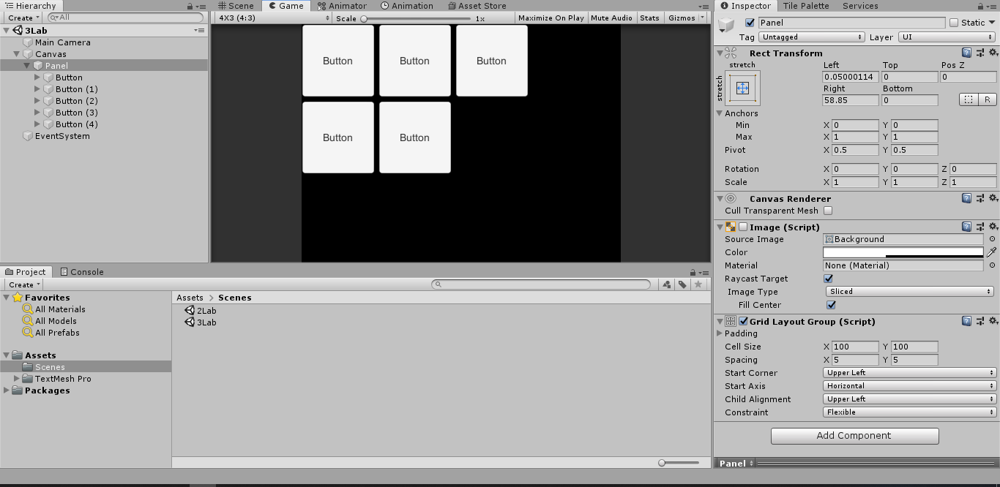 Hierarchy
Create
All
3Lab
Main Camera
Canvas
Panel
Button
Button (1)
Button (2)
Button (3)
Button (4)
EventSystem
Scene
Game
Animator
Animation
Asset Store
4X3 (4:3)
Scale
1x
Maximize On Play
Mute Audio
Stats
Gizmos
Button
Button
Button
Button
Button
Inspector
Tile Palette
Services
Panel
Static
Tag
Untagged
Layer
UI
Rect Transform
stretch
stretch
Left
Top
Pos Z
0.05000114
0
0
Right
Bottom
58.85
0
R
Anchors
Min
X 0
Y 0
Max
X 1
Y 1
Pivot
X 0.5
Y 0.5
Rotation
X 0
Y 0
Z 0
Scale
X 1
Y 1
Z 1
Canvas Renderer
Cull Transparent Mesh
Image (Script)
Source Image
Background
Color
Material
None (Material)
Raycast Target
Image Type
Sliced
Fill Center
Grid Layout Group (Script)
Padding
Cell Size
X 100
Y 100
Spacing
X 5
Y 5
Start Corner
Upper Left
Start Axis
Horizontal
Child Alignment
Upper Left
Constraint
Flexible
Add Component
Panel
Project
Console
Create
Favorites
All Materials
All Models
All Prefabs
Assets
Scenes
TextMesh Pro
Packages
Assets > Scenes
2Lab
3Lab